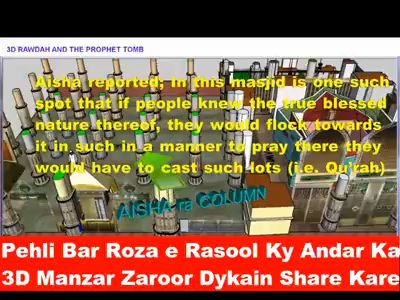 3D RAWDAH AND THE PROPHET TOMB
Aisha reported; In this masjid is one such
spot that if people knew the true blessed
nature thereof, they would flock towards
it in such in a manner to pray there they
would have to cast such lots (i.e. Qu'rah)
AISHA ra COLUMN
Pehli Bar Roza e Rasool Ky Andar Ka
3D Manzar Zaroor Dykain Share Kare